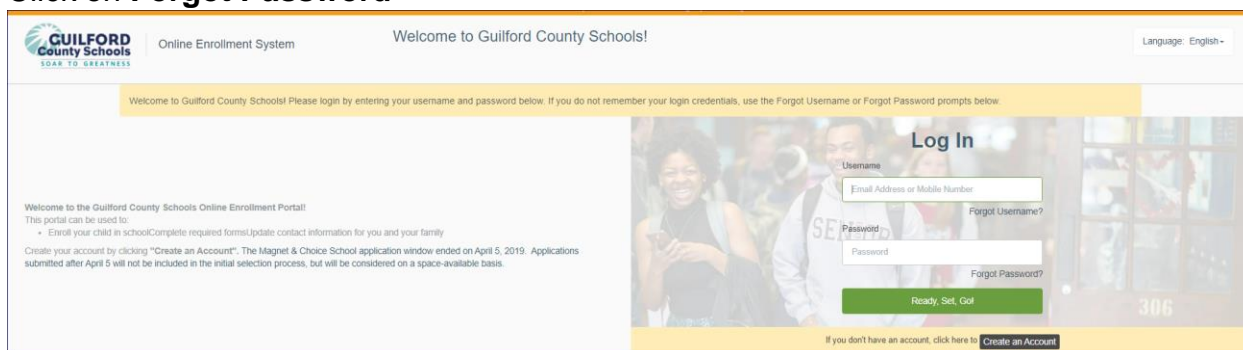 Click on Forgot Password
GUILFORD
County Schools
SOAR TO GREATNESS
Online Enrollment System
Welcome to Guilford County Schools!
Language: English
Welcome to Guilford County Schools! Please login by entering your username and password below. If you do not remember your login credentials, use the Forgot Username or Forgot Password prompts below.
Welcome to the Guilford County Schools Online Enrollment Portal!
This portal can be used to:
Enroll your child in schoolComplete required formsUpdate contact information for you and your family
Create your account by clicking "Create an Account". The Magnet & Choice School application window ended on April 5, 2019. Applications
submitted after April 5 will not be included in the initial selection process, but will be considered on a space-available basis.
Log In
Username
Email Address or Mobile Number
Forgot Username?
Password
Password
Forgot Password?
Ready, Set, Go!
SENIOR
306
If you don't have an account, click here to Create an Account